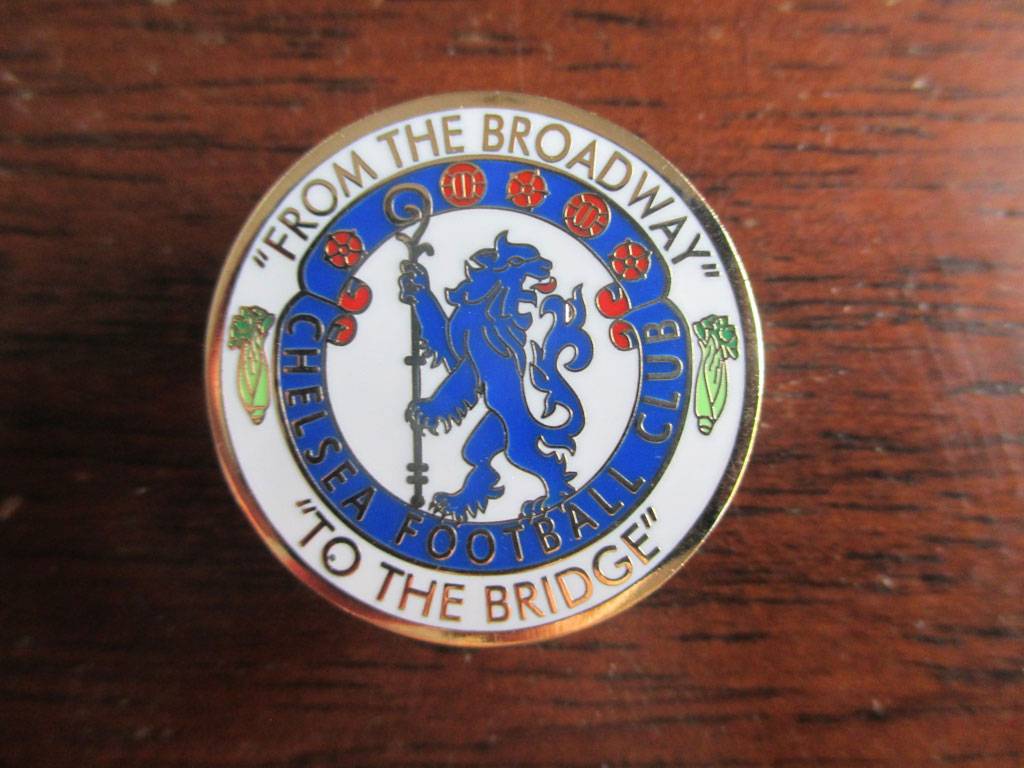 "FROM THE BROADWAY"
CHELSEA FOOTBALL CLUB
"TO THE BRIDGE"